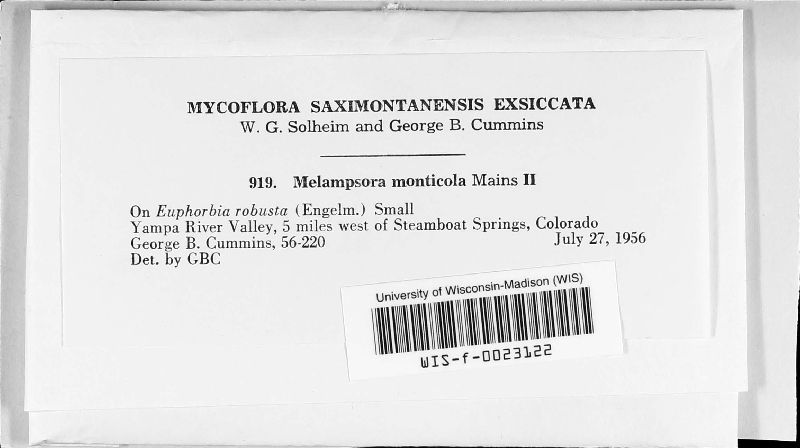 MYCOFLORA SAXIMONTANENSIS EXSICCATA
W. G. Solheim and George B. Cummins
919. Melampsora monticola Mains II
On Euphorbia robusta (Engelm.) Small
Yampa River Valley, 5 miles west of Steamboat Springs, Colorado
George B. Cummins, 56-220 July 27, 1956
Det. by GBC
University of Wisconsin-Madison (WIS)
WIS-f-0023122